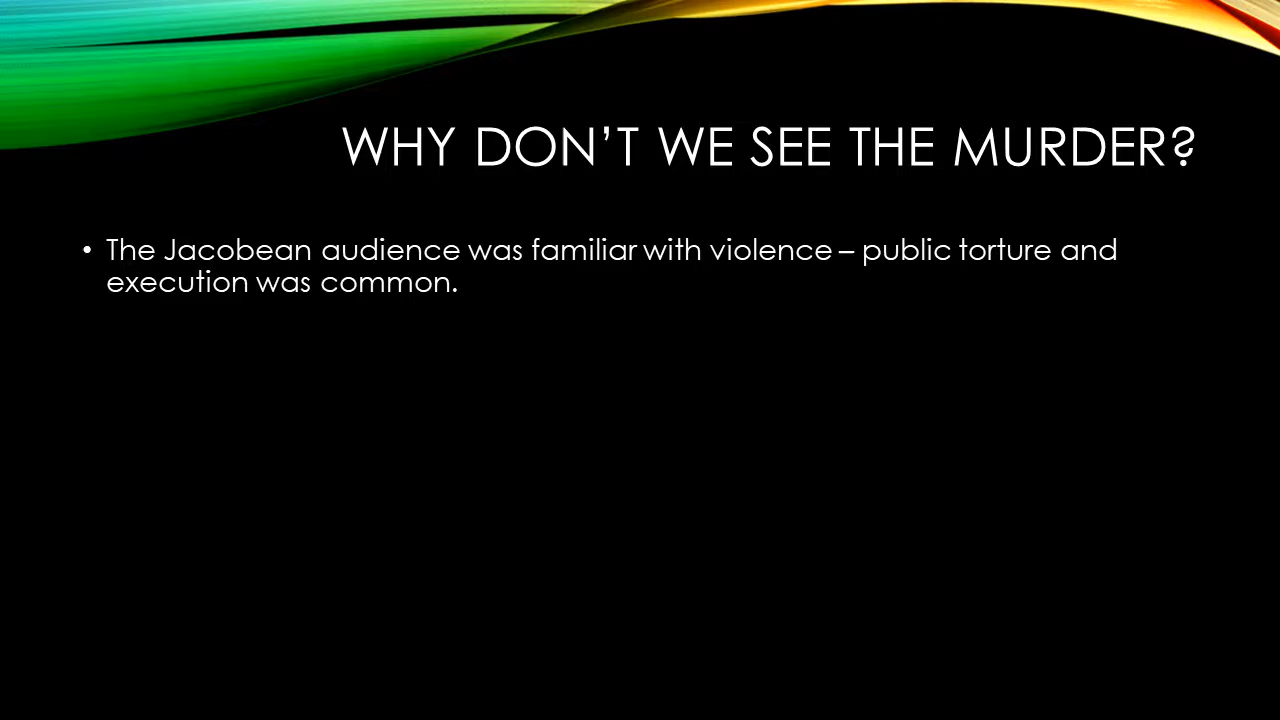 WHY DON’T WE SEE THE MURDER?
• The Jacobean audience was familiar with violence – public torture and
execution was common.